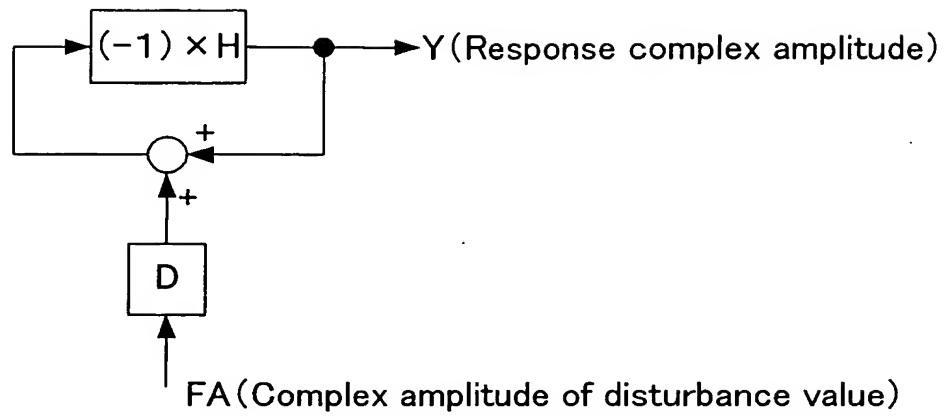 (-1)×H
Y(Response complex amplitude)
+
+
D
FA(Complex amplitude of disturbance value)